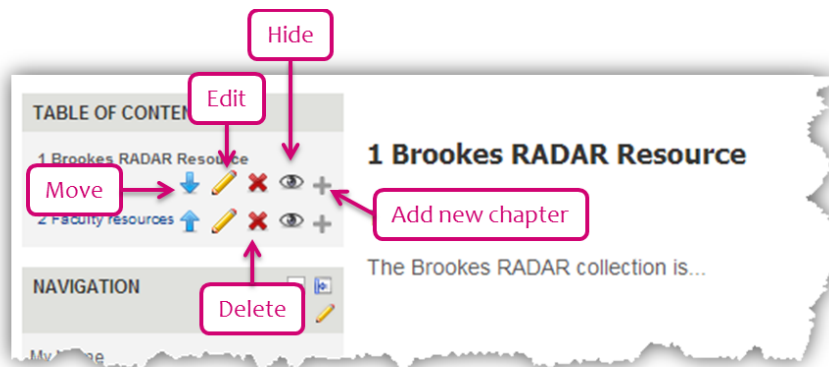 Hide
Edit
TABLE OF CONTEN
1 Brookes RADAR Resource
1 Brookes RADAR Resource
Move
Add new chapter
2 Faculty resources
The Brookes RADAR collection is...
NAVIGATION
Delete
My